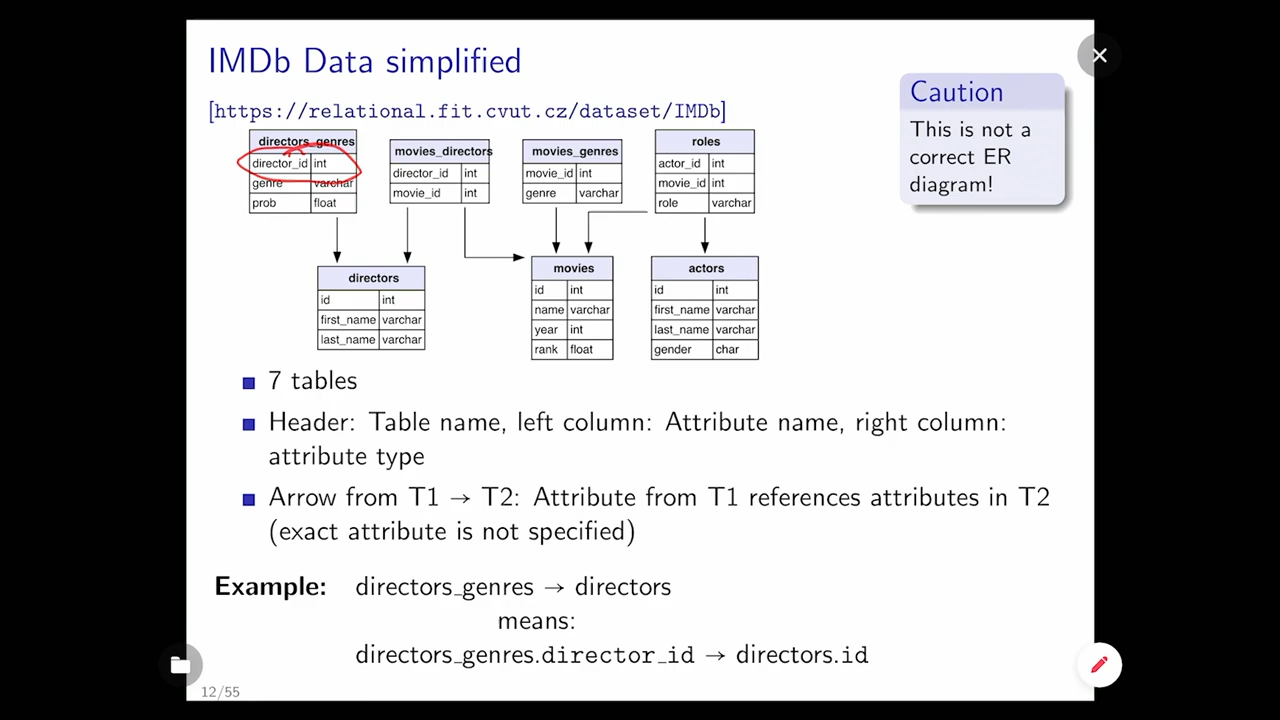 IMDb Data simplified
[https://relational.fit.cvut.cz/dataset/IMDb]
Caution
This is not a
correct ER
diagram!
directors_genres
director_id int
genre varchar
prob float
movies_directors
director_id int
movie_id int
movies_genres
movie_id int
genre varchar
roles
actor_id int
movie_id int
role varchar
directors
id int
first_name varchar
last_name varchar
movies
id int
name varchar
year int
rank float
actors
id int
first_name varchar
last_name varchar
gender char
7 tables
Header: Table name, left column: Attribute name, right column:
attribute type
Arrow from T1 → T2: Attribute from T1 references attributes in T2
(exact attribute is not specified)
Example: directors_genres → directors
means:
directors_genres.director_id → directors.id
12/55